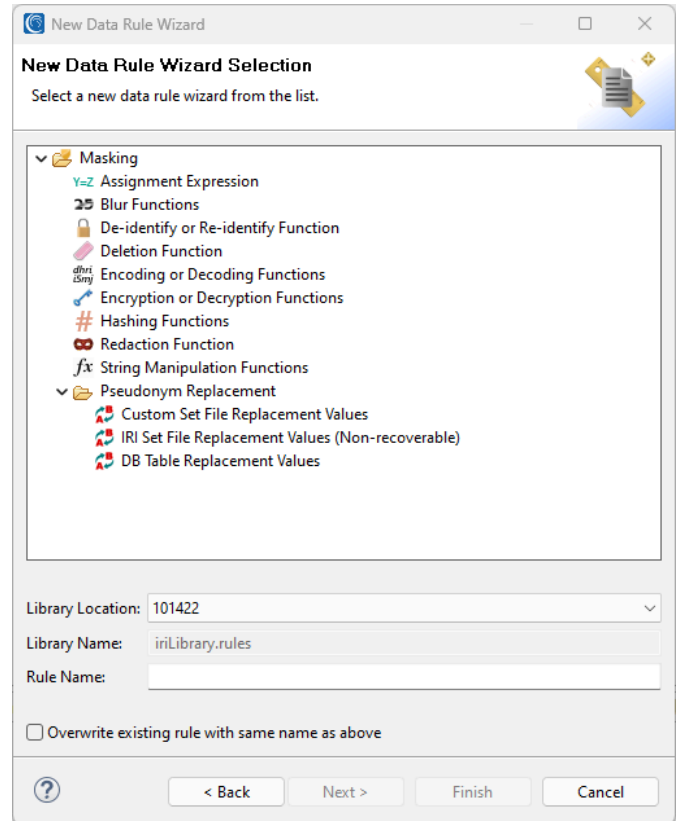 New Data Rule Wizard
New Data Rule Wizard Selection
Select a new data rule wizard from the list.
Masking
Y=Z Assignment Expression
25 Blur Functions
De-identify or Re-identify Function
Deletion Function
dhri
iSmj Encoding or Decoding Functions
Encryption or Decryption Functions
# Hashing Functions
Redaction Function
fx String Manipulation Functions
Pseudonym Replacement
Custom Set File Replacement Values
IRI Set File Replacement Values (Non-recoverable)
DB Table Replacement Values
Library Location: 101422
Library Name: iriLibrary.rules
Rule Name:
Overwrite existing rule with same name as above
? < Back Next > Finish Cancel